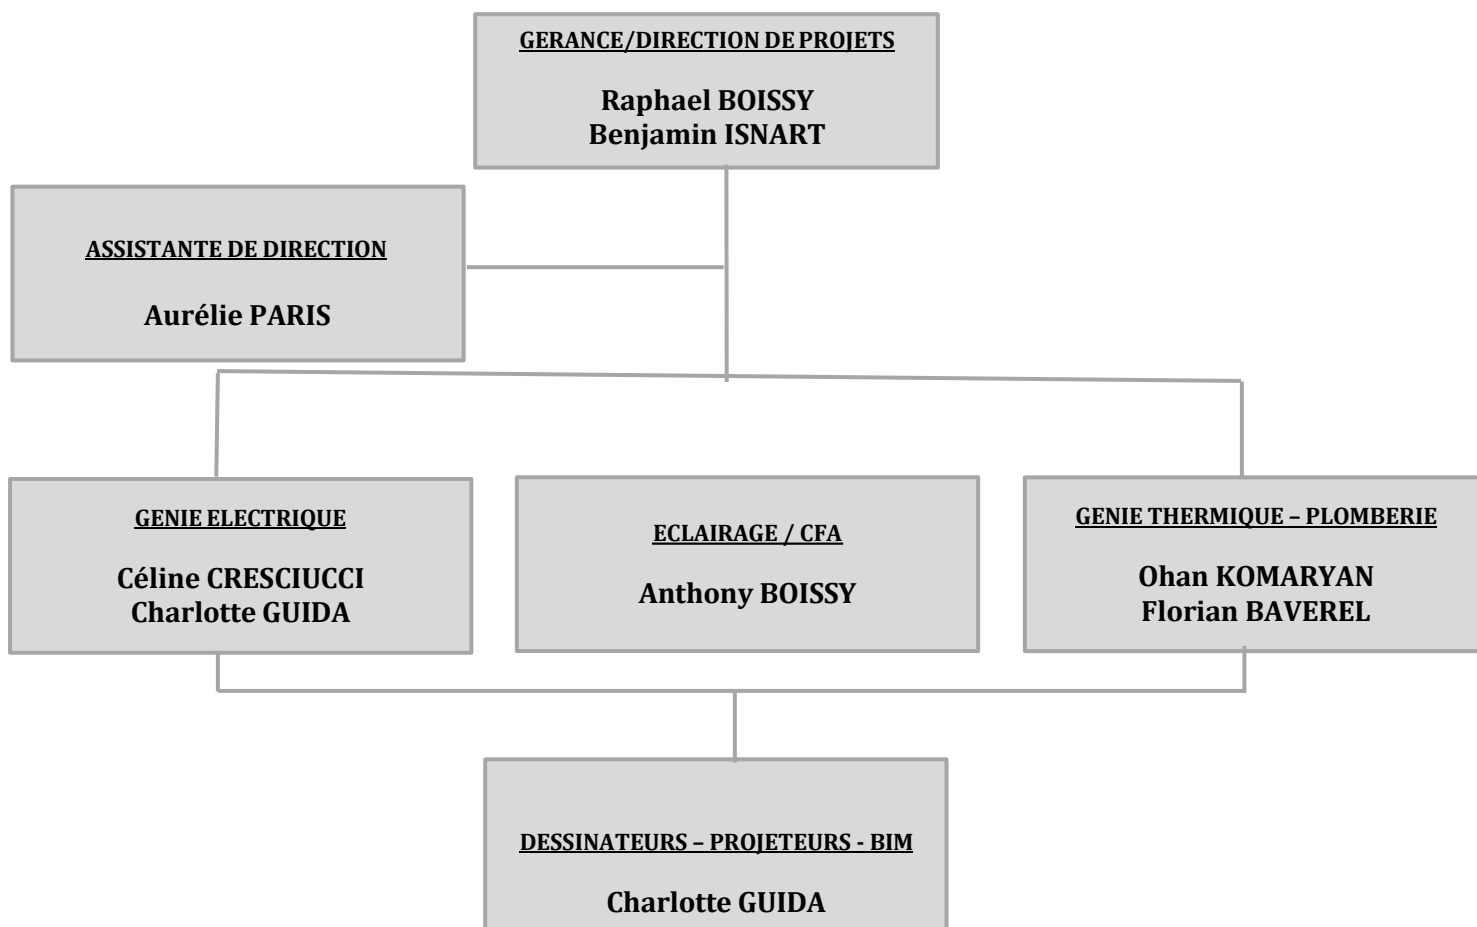 GERANCE/DIRECTION DE PROJETS
Raphael BOISSY
Benjamin ISNART
ASSISTANTE DE DIRECTION
Aurélie PARIS
GENIE ELECTRIQUE
Céline CRESCIUCCI
Charlotte GUIDA
ECLAIRAGE / CFA
Anthony BOISSY
GENIE THERMIQUE – PLOMBERIE
Ohan KOMARYAN
Florian BAVEREL
DESSINATEURS – PROJETEURS - BIM
Charlotte GUIDA